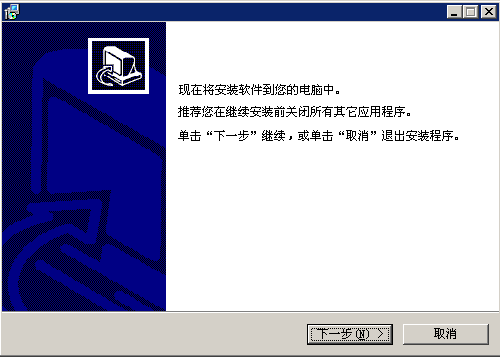 现在将安装软件到您的电脑中。
推荐您在继续安装前关闭所有其它应用程序。
单击“下一步”继续，或单击“取消”退出安装程序。
下一步(N) >
取消